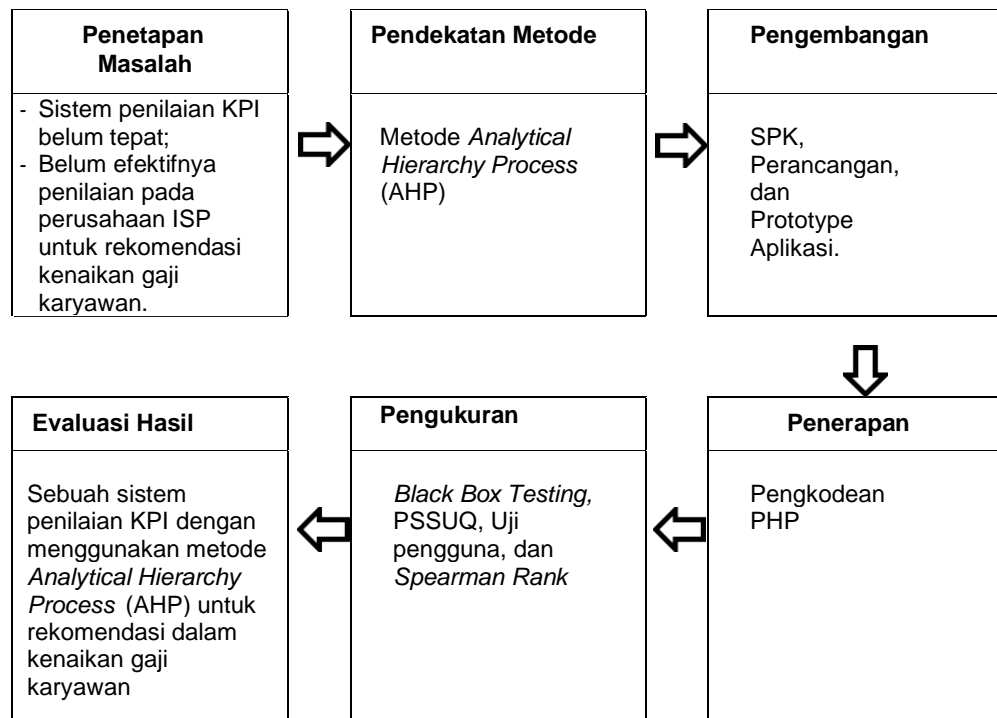 Penetapan
Masalah
- Sistem penilaian KPI
belum tepat;
- Belum efektifnya
penilaian pada
perusahaan ISP
untuk rekomendasi
kenaikan gaji
karyawan.
Pendekatan Metode
Metode Analytical
Hierarchy Process
(AHP)
Pengembangan
SPK,
Perancangan,
dan
Prototype
Aplikasi.
Penerapan
Pengkodean
PHP
Pengukuran
Black Box Testing,
PSSUQ, Uji
pengguna, dan
Spearman Rank
Evaluasi Hasil
Sebuah sistem
penilaian KPI dengan
menggunakan metode
Analytical Hierarchy
Process (AHP) untuk
rekomendasi dalam
kenaikan gaji
karyawan